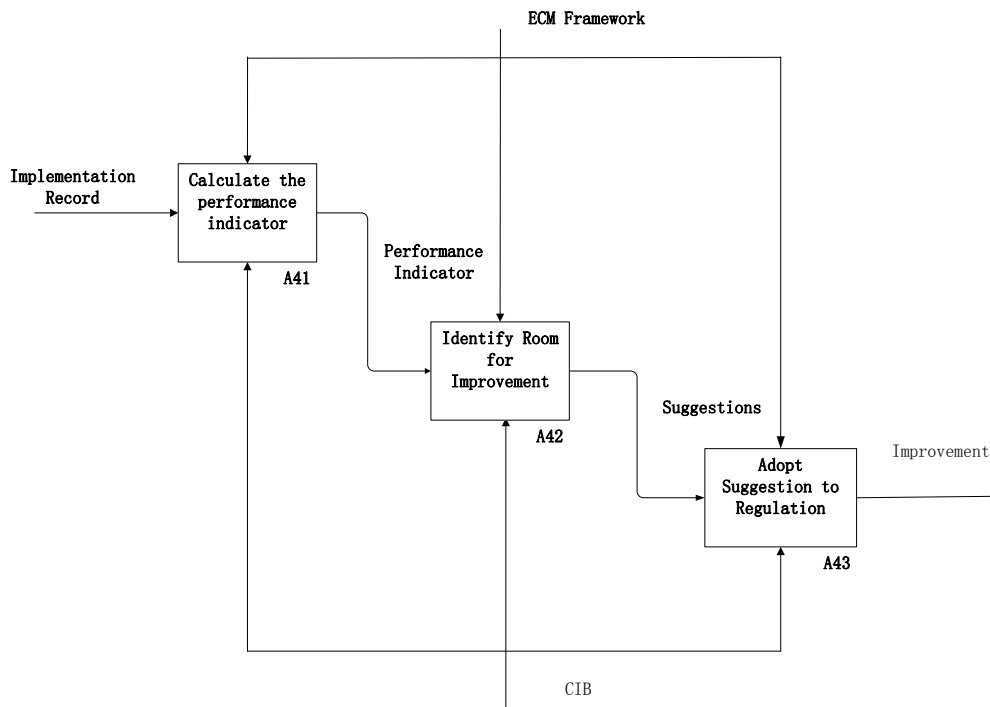 ECM Framework
Implementation
Record
Calculate the
performance
indicator
A41
Performance
Indicator
Identify Room
for
Improvement
A42
Suggestions
Adopt
Suggestion to
Regulation
A43
Improvement
CIB